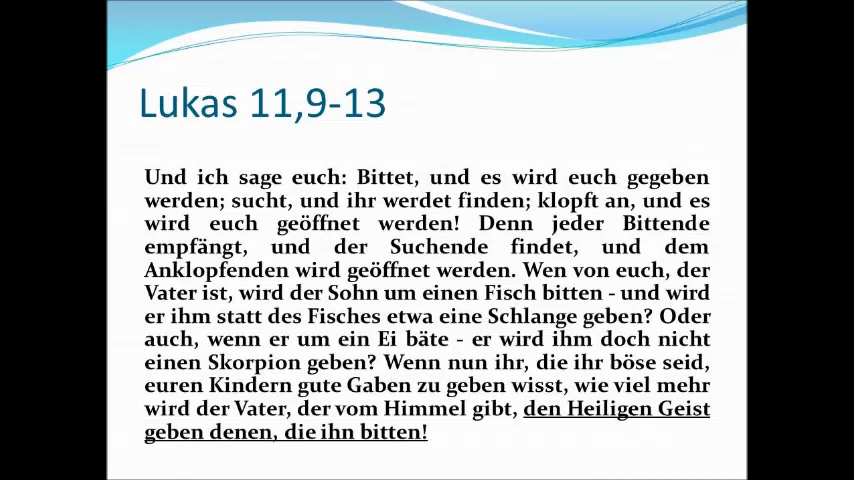 Lukas 11,9-13
Und ich sage euch: Bittet, und es wird euch gegeben
werden; sucht, und ihr werdet finden; klopft an, und es
wird euch geöffnet werden! Denn jeder Bittende
empfängt, und der Suchende findet, und dem
Anklopfenden wird geöffnet werden. Wen von euch, der
Vater ist, wird der Sohn um einen Fisch bitten - und wird
er ihm statt des Fisches etwa eine Schlange geben? Oder
auch, wenn er um ein Ei bäte - er wird ihm doch nicht
einen Skorpion geben? Wenn nun ihr, die ihr böse seid,
euren Kindern gute Gaben zu geben wisst, wie viel mehr
wird der Vater, der vom Himmel gibt, den Heiligen Geist
geben denen, die ihn bitten!